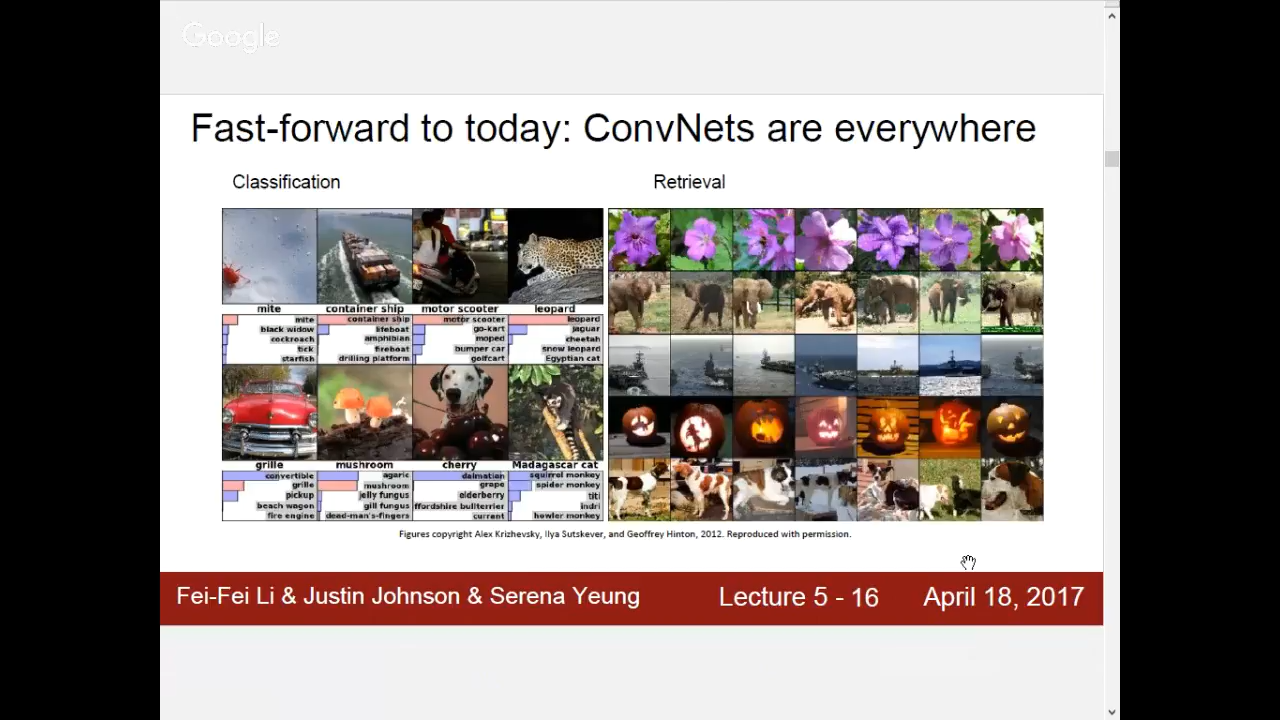 Google
Fast-forward to today: ConvNets are everywhere
Classification
Retrieval
mite
container ship
motor scooter
leopard
mite
black widow
cockroach
tick
starfish
container ship
lifeboat
amphibian
fireboat
drilling platform
motor scooter
go-kart
moped
bumper car
golfcart
leopard
jaguar
cheetah
snow leopard
Egyptian cat
grille
mushroom
cherry
Madagascar cat
convertible
grille
pickup
beach wagon
fire engine
agaric
mushroom
jelly fungus
gill fungus
dead-man's-fingers
dalmatian
grape
elderberry
ffordshire bullterrier
currant
squirrel monkey
spider monkey
titi
indri
howler monkey
Figures copyright Alex Krizhevsky, Ilya Sutskever, and Geoffrey Hinton, 2012. Reproduced with permission.
Fei-Fei Li & Justin Johnson & Serena Yeung
Lecture 5 - 16
April 18, 2017